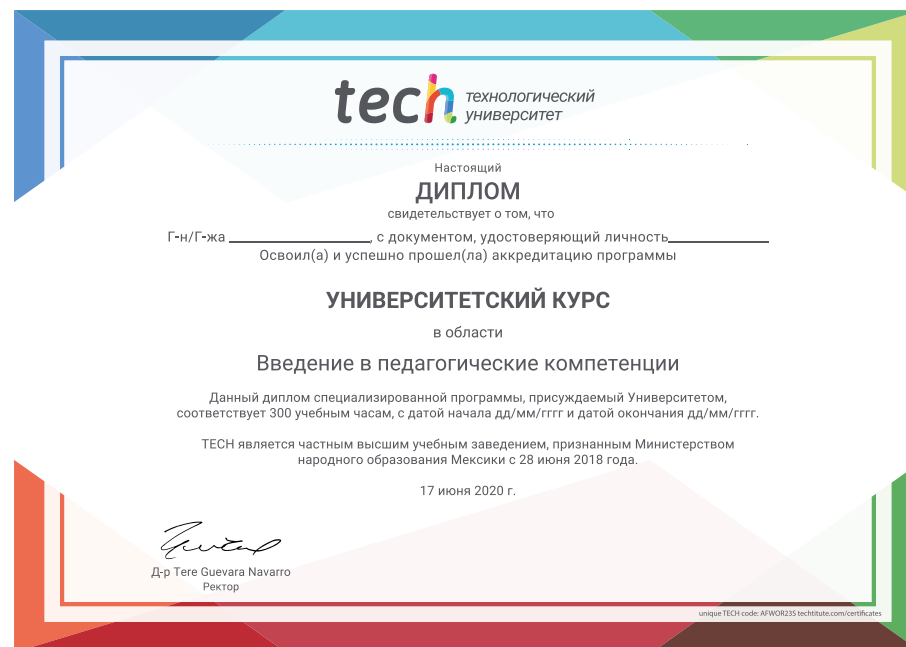 tech технологический
университет
Настоящий
ДИПЛОМ
свидетельствует о том, что
Г-н/Г-жа ____________________, с документом, удостоверяющий личность______________
Освоил(а) и успешно прошел(ла) аккредитацию программы
УНИВЕРСИТЕТСКИЙ КУРС
в области
Введение в педагогические компетенции
Данный диплом специализированной программы, присуждаемый Университетом,
соответствует 300 учебным часам, с датой начала дд/мм/гггг и датой окончания дд/мм/гггг.
TECH является частным высшим учебным заведением, признанным Министерством
народного образования Мексики с 28 июня 2018 года.
17 июня 2020 г.
Д-р Tere Guevara Navarro
Ректор
unique TECH code: AFWOR23S techtitute.com/certificates